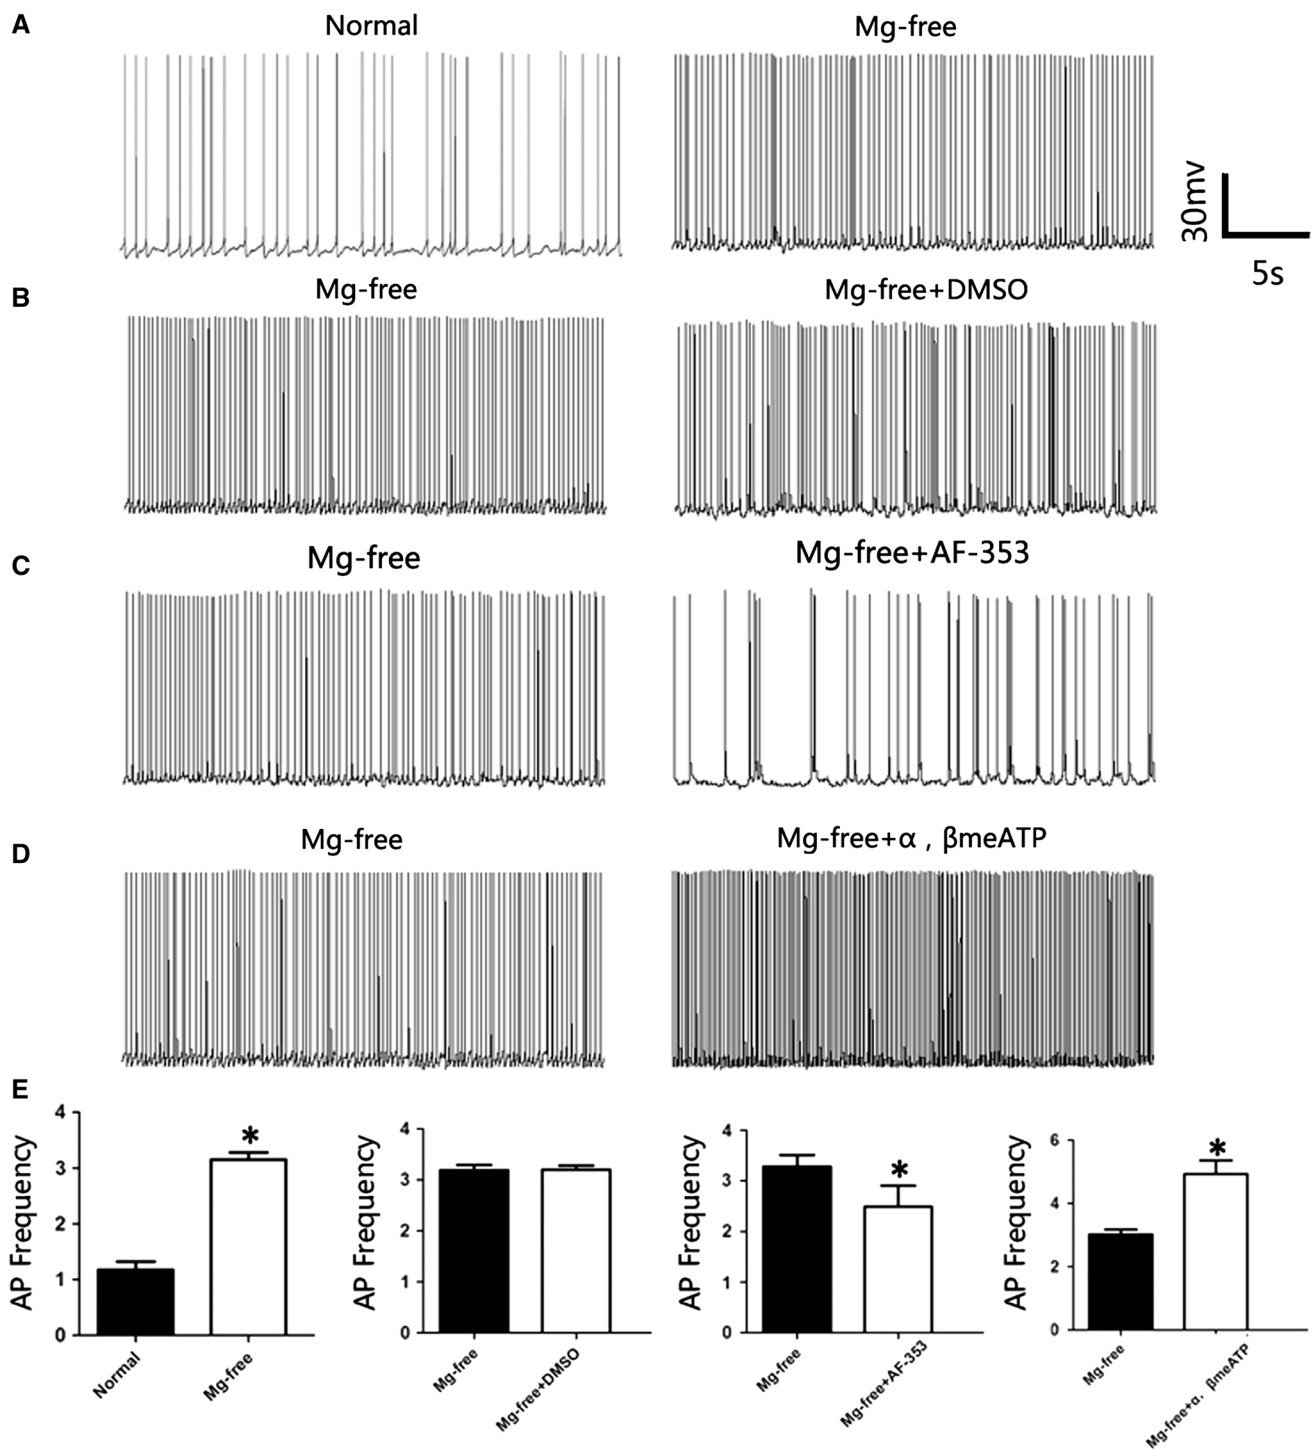 A
Normal
Mg-free
30mv
5s
B
Mg-free
Mg-free+DMSO
C
Mg-free
Mg-free+AF-353
D
Mg-free
Mg-free+α , βmeATP
E
AP Frequency
4
3
2
1
0
*
Normal
Mg-free
AP Frequency
4
3
2
1
0
Mg-free
Mg-free+DMSO
AP Frequency
4
3
2
1
0
*
Mg-free
Mg-free+AF-353
AP Frequency
6
4
2
0
*
Mg-free
Mg-free+α, βmeATP